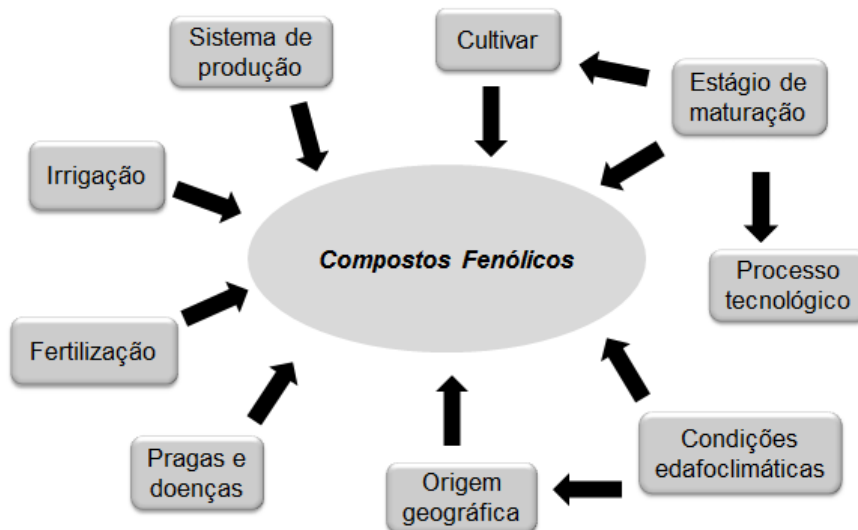 Sistema de
produção
Cultivar
Estágio de
maturação
Irrigação
Compostos Fenólicos
Processo
tecnológico
Fertilização
Pragas e
doenças
Origem
geográfica
Condições
edafoclimáticas